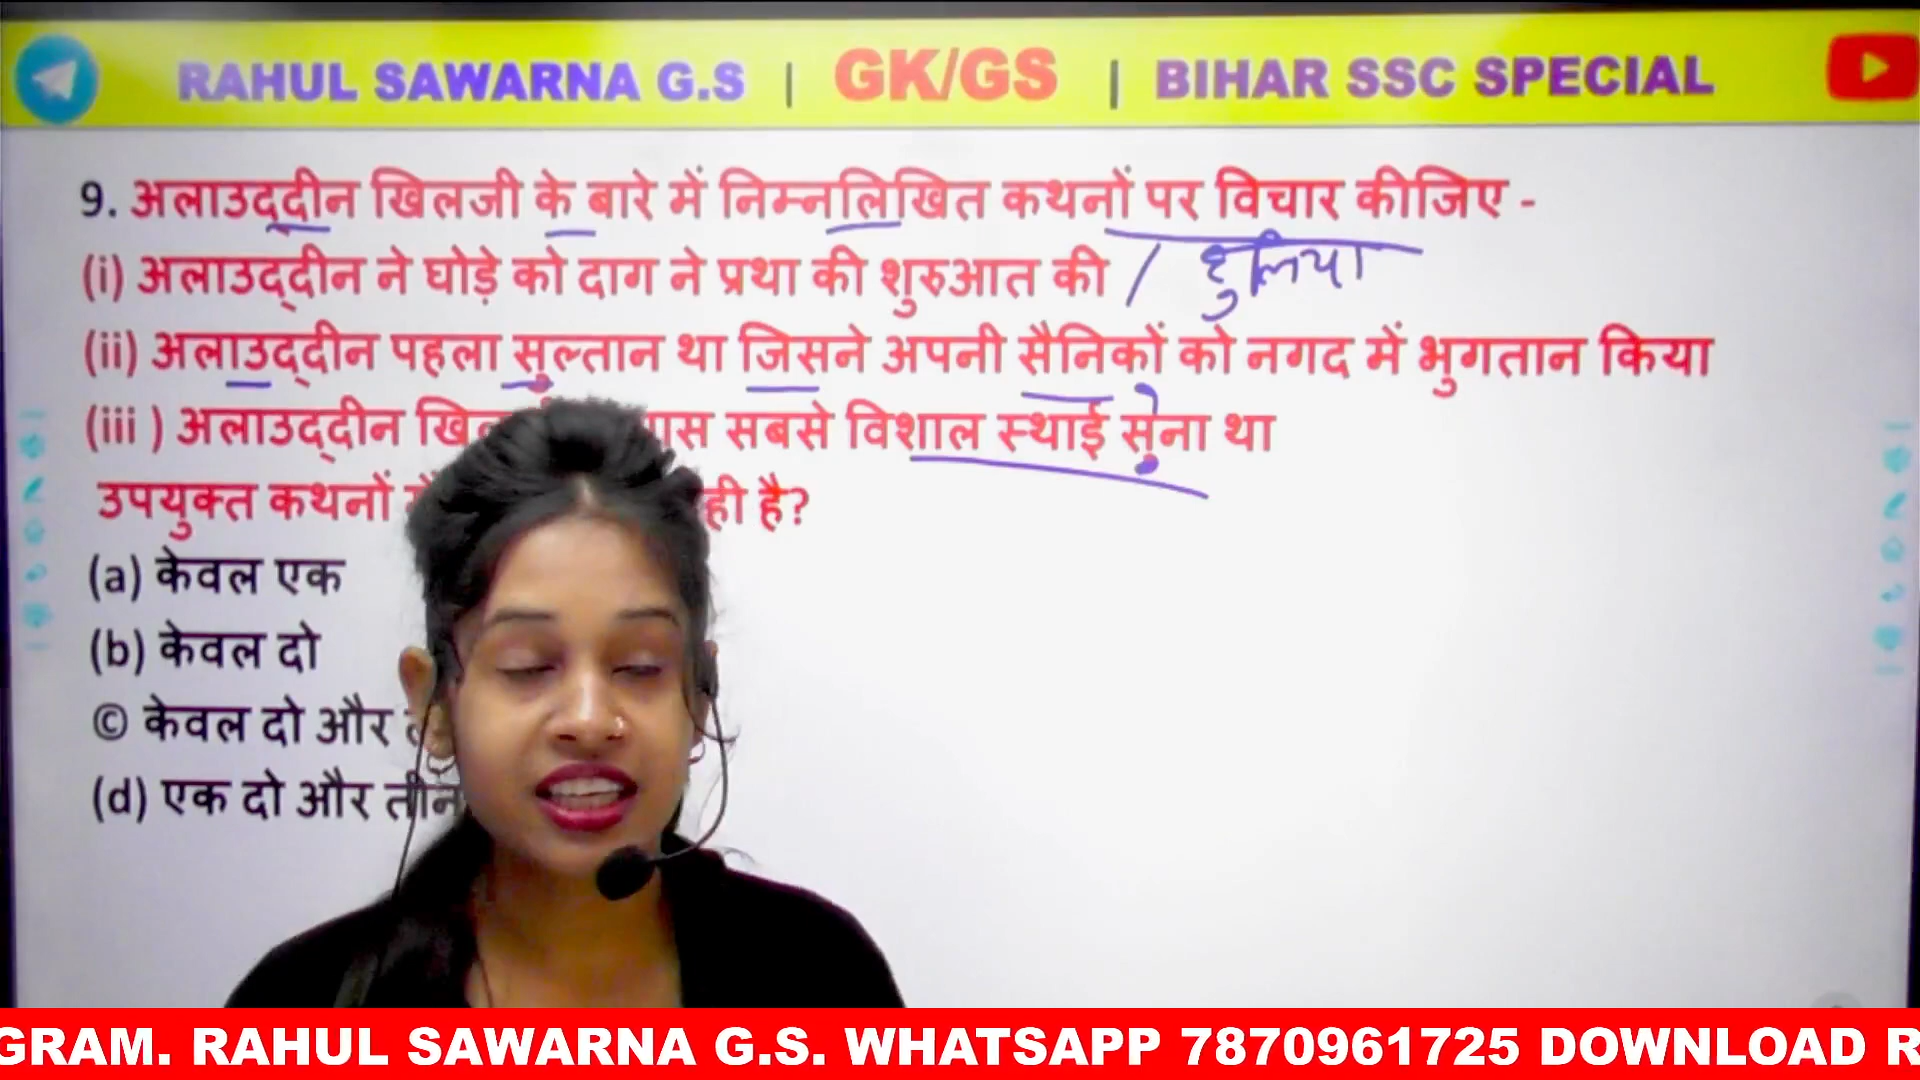 RAHUL SAWARNA G.S | GK/GS | BIHAR SSC SPECIAL
9. अलाउद्दीन खिलजी के बारे में निम्नलिखित कथनों पर विचार कीजिए -
(i) अलाउद्दीन ने घोड़े को दाग ने प्रथा की शुरुआत की / हुलिया
(ii) अलाउद्दीन पहला सुल्तान था जिसने अपनी सैनिकों को नगद में भुगतान किया
(iii ) अलाउद्दीन सबसे विशाल स्थाई सेना था
उपयुक्त कथनों है?
(a) केवल एक
(b) केवल दो
© केवल दो और
(d) एक दो और तीन
GRAM. RAHUL SAWARNA G.S. WHATSAPP 7870961725 DOWNLOAD R